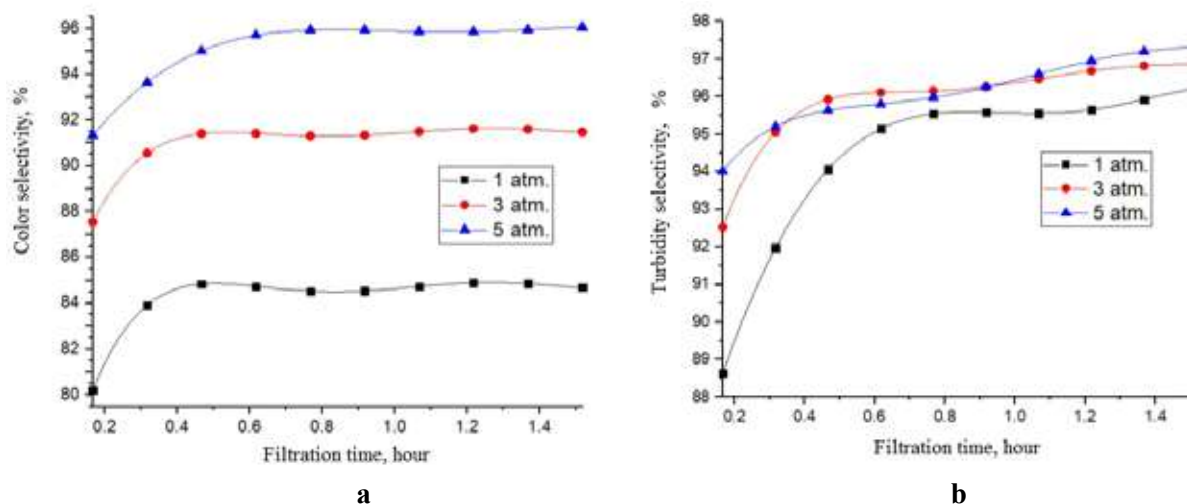 Color selectivity, %
96
94
92
90
88
86
84
82
80
1 atm.
3 atm.
5 atm.
0.2 0.4 0.6 0.8 1.0 1.2 1.4
Filtration time, hour
a
Turbidity selectivity, %
98
97
96
95
94
93
92
91
90
89
88
1 atm.
3 atm.
5 atm.
0.2 0.4 0.6 0.8 1.0 1.2 1.4
Filtration time, hour
b